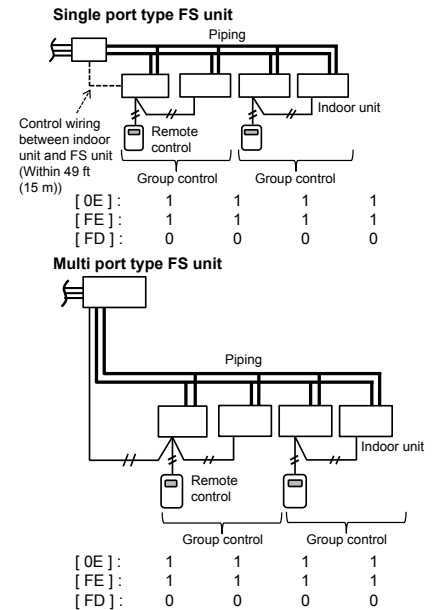 Single port type FS unit
Piping
Indoor unit
Control wiring
between indoor
unit and FS unit
(Within 49 ft
(15 m))
Remote
control
Group control Group control
[ 0E ] : 1 1 1 1
[ FE ] : 1 1 1 1
[ FD ] : 0 0 0 0
Multi port type FS unit
Piping
Indoor unit
Remote
control
Group control Group control
[ 0E ] : 1 1 1 1
[ FE ] : 1 1 1 1
[ FD ] : 0 0 0 0